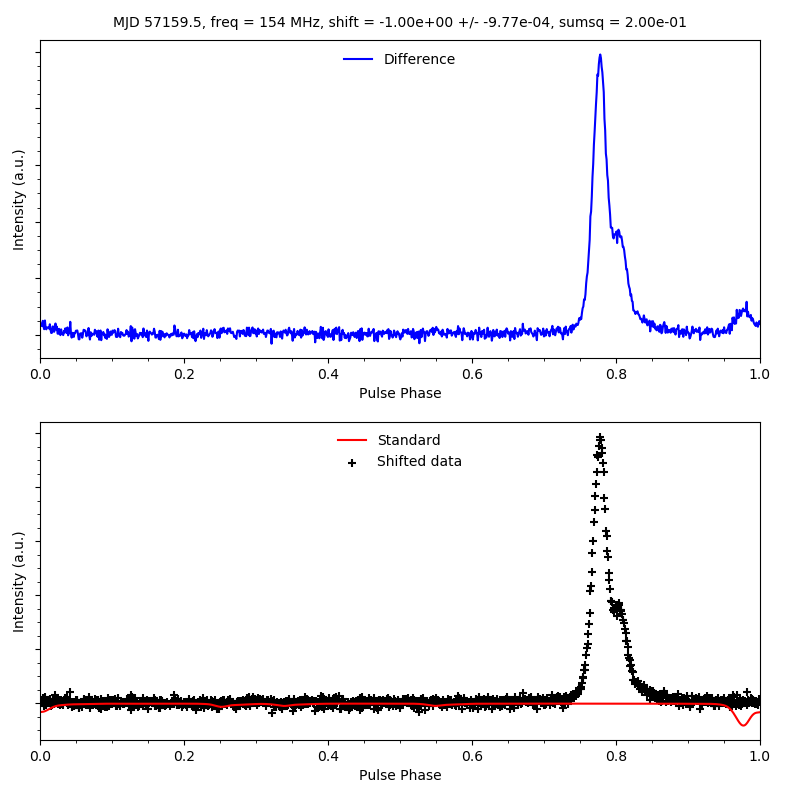 MJD 57159.5, freq = 154 MHz, shift = -1.00e+00 +/- -9.77e-04, sumsq = 2.00e-01
Difference
Intensity (a.u.)
0.0 0.2 0.4 0.6 0.8 1.0
Pulse Phase
Standard
Shifted data
Intensity (a.u.)
0.0 0.2 0.4 0.6 0.8 1.0
Pulse Phase